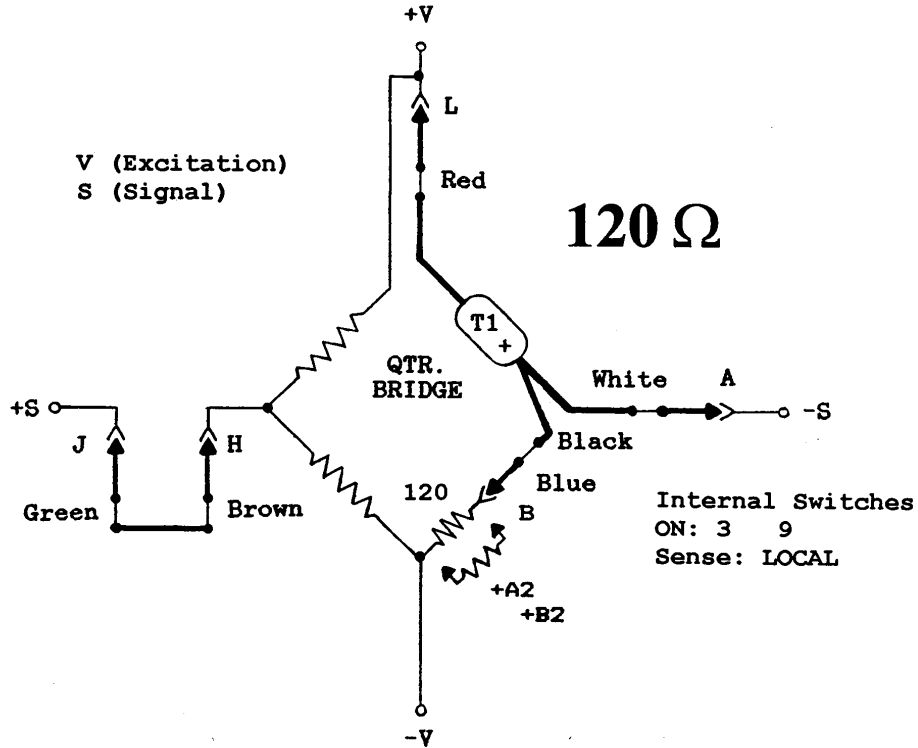 +V
L
V (Excitation)
S (Signal)
Red
120 Ω
T1
+
QTR.
BRIDGE
White
A
+S
-S
J
H
Black
120
Blue
Green
Brown
B
Internal Switches
ON: 3 9
Sense: LOCAL
+A2
+B2
-V